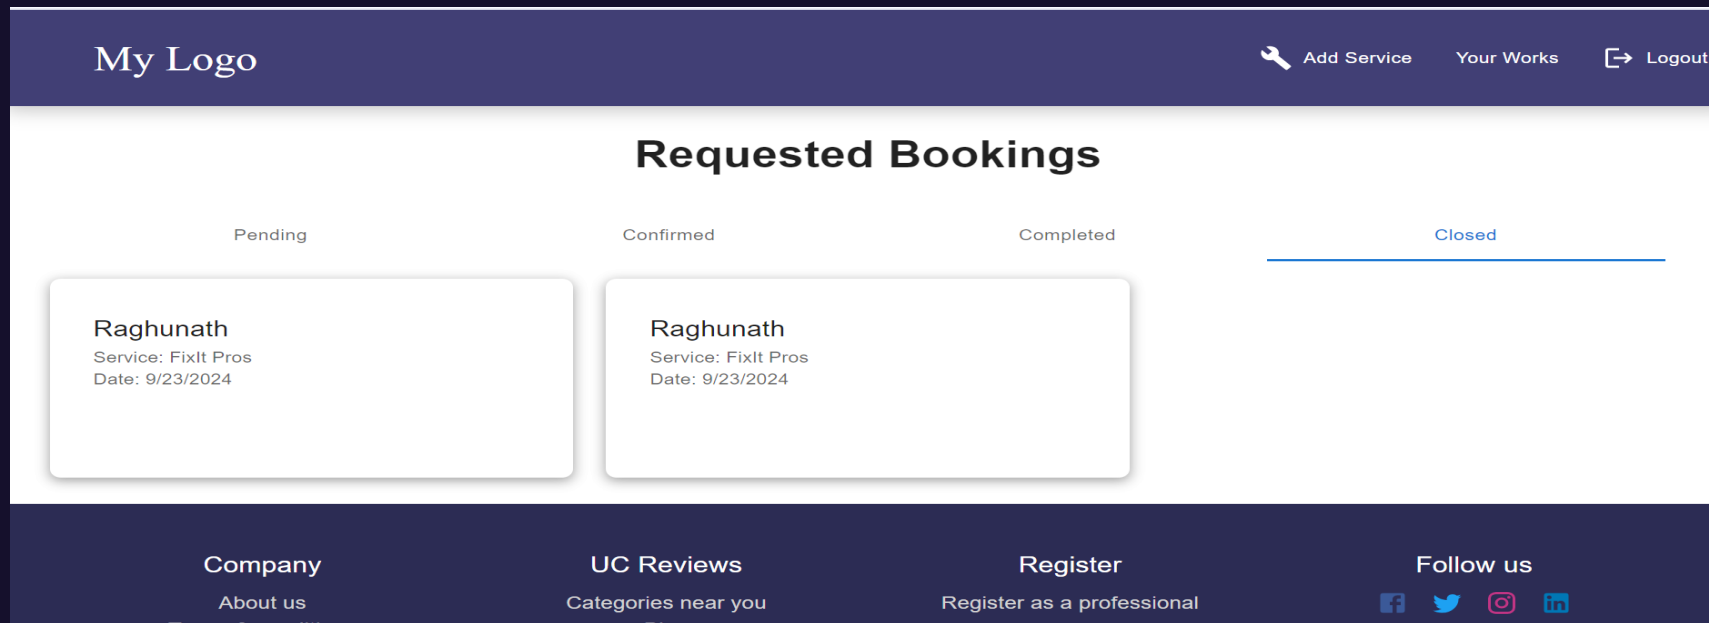 My Logo
Add Service Your Works Logout
Requested Bookings
Pending Confirmed Completed Closed
Raghunath
Service: FixIt Pros
Date: 9/23/2024
Raghunath
Service: FixIt Pros
Date: 9/23/2024
Company UC Reviews Register Follow us
About us Categories near you Register as a professional